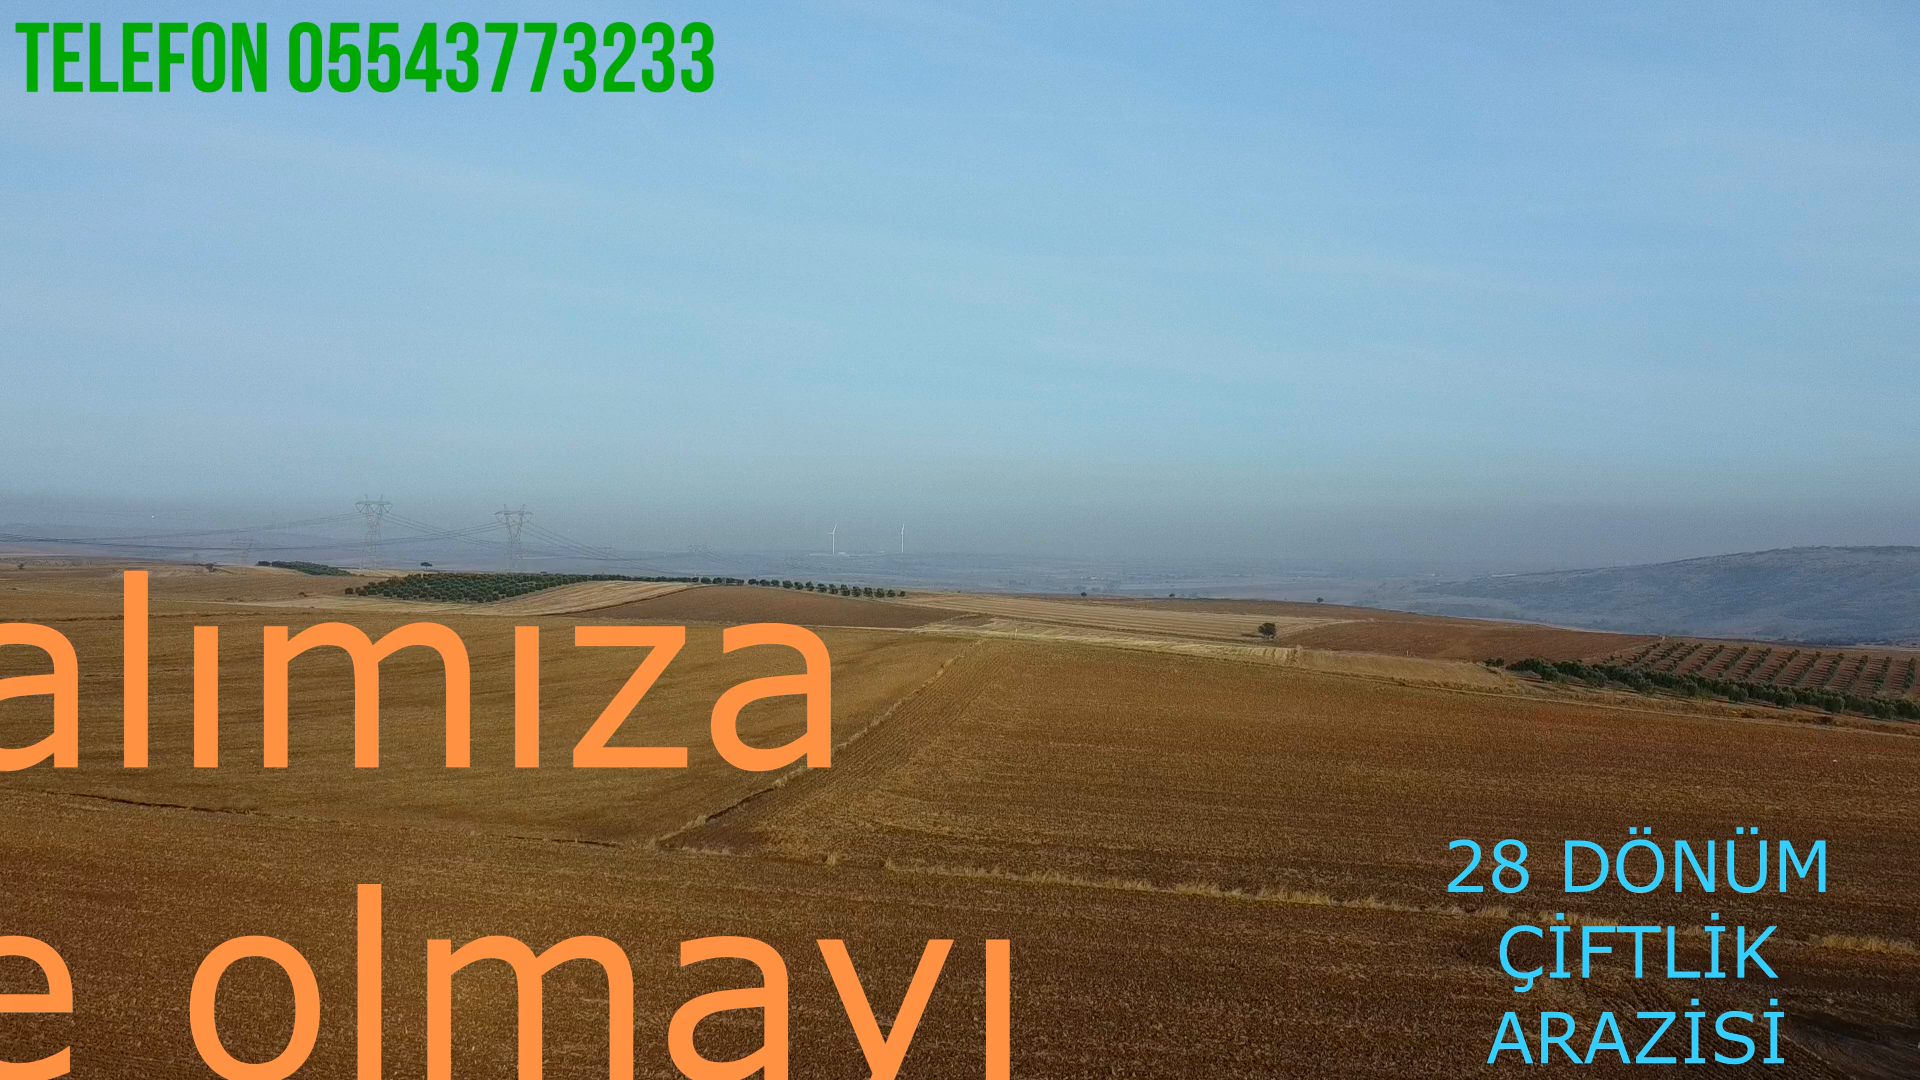 TELEFON 05543773233
alımıza
e olmayı
28 DÖNÜM
ÇİFTLİK
ARAZİSİ